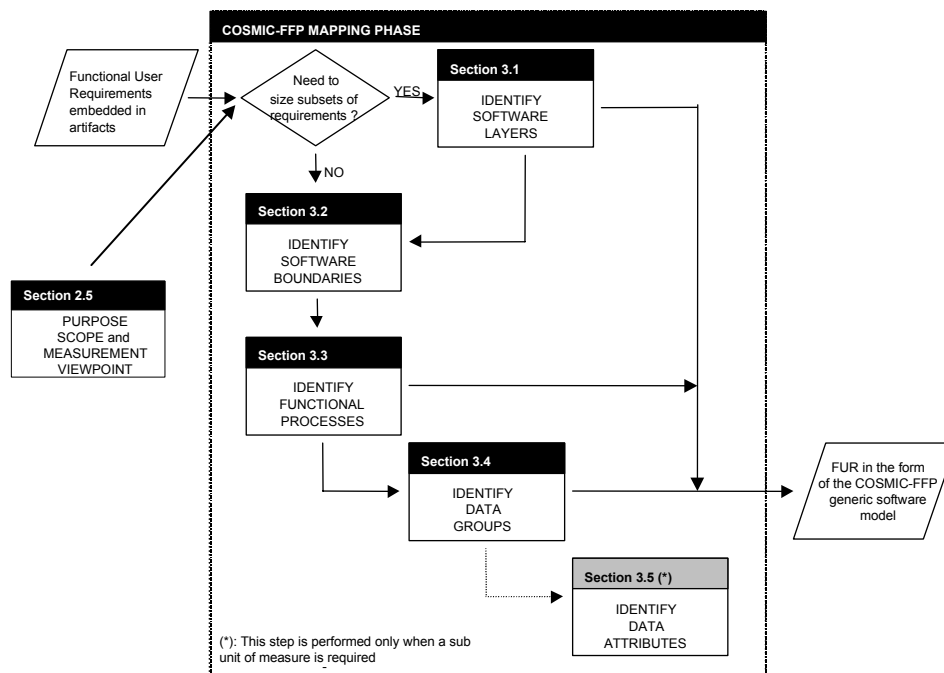 COSMIC-FFP MAPPING PHASE
Functional User
Requirements
embedded in
artifacts
Need to
size subsets of
requirements ?
YES
NO
Section 3.1
IDENTIFY
SOFTWARE
LAYERS
Section 3.2
IDENTIFY
SOFTWARE
BOUNDARIES
Section 2.5
PURPOSE
SCOPE and
MEASUREMENT
VIEWPOINT
Section 3.3
IDENTIFY
FUNCTIONAL
PROCESSES
Section 3.4
IDENTIFY
DATA
GROUPS
FUR in the form
of the COSMIC-FFP
generic software
model
Section 3.5 (*)
IDENTIFY
DATA
ATTRIBUTES
(*): This step is performed only when a sub
unit of measure is required